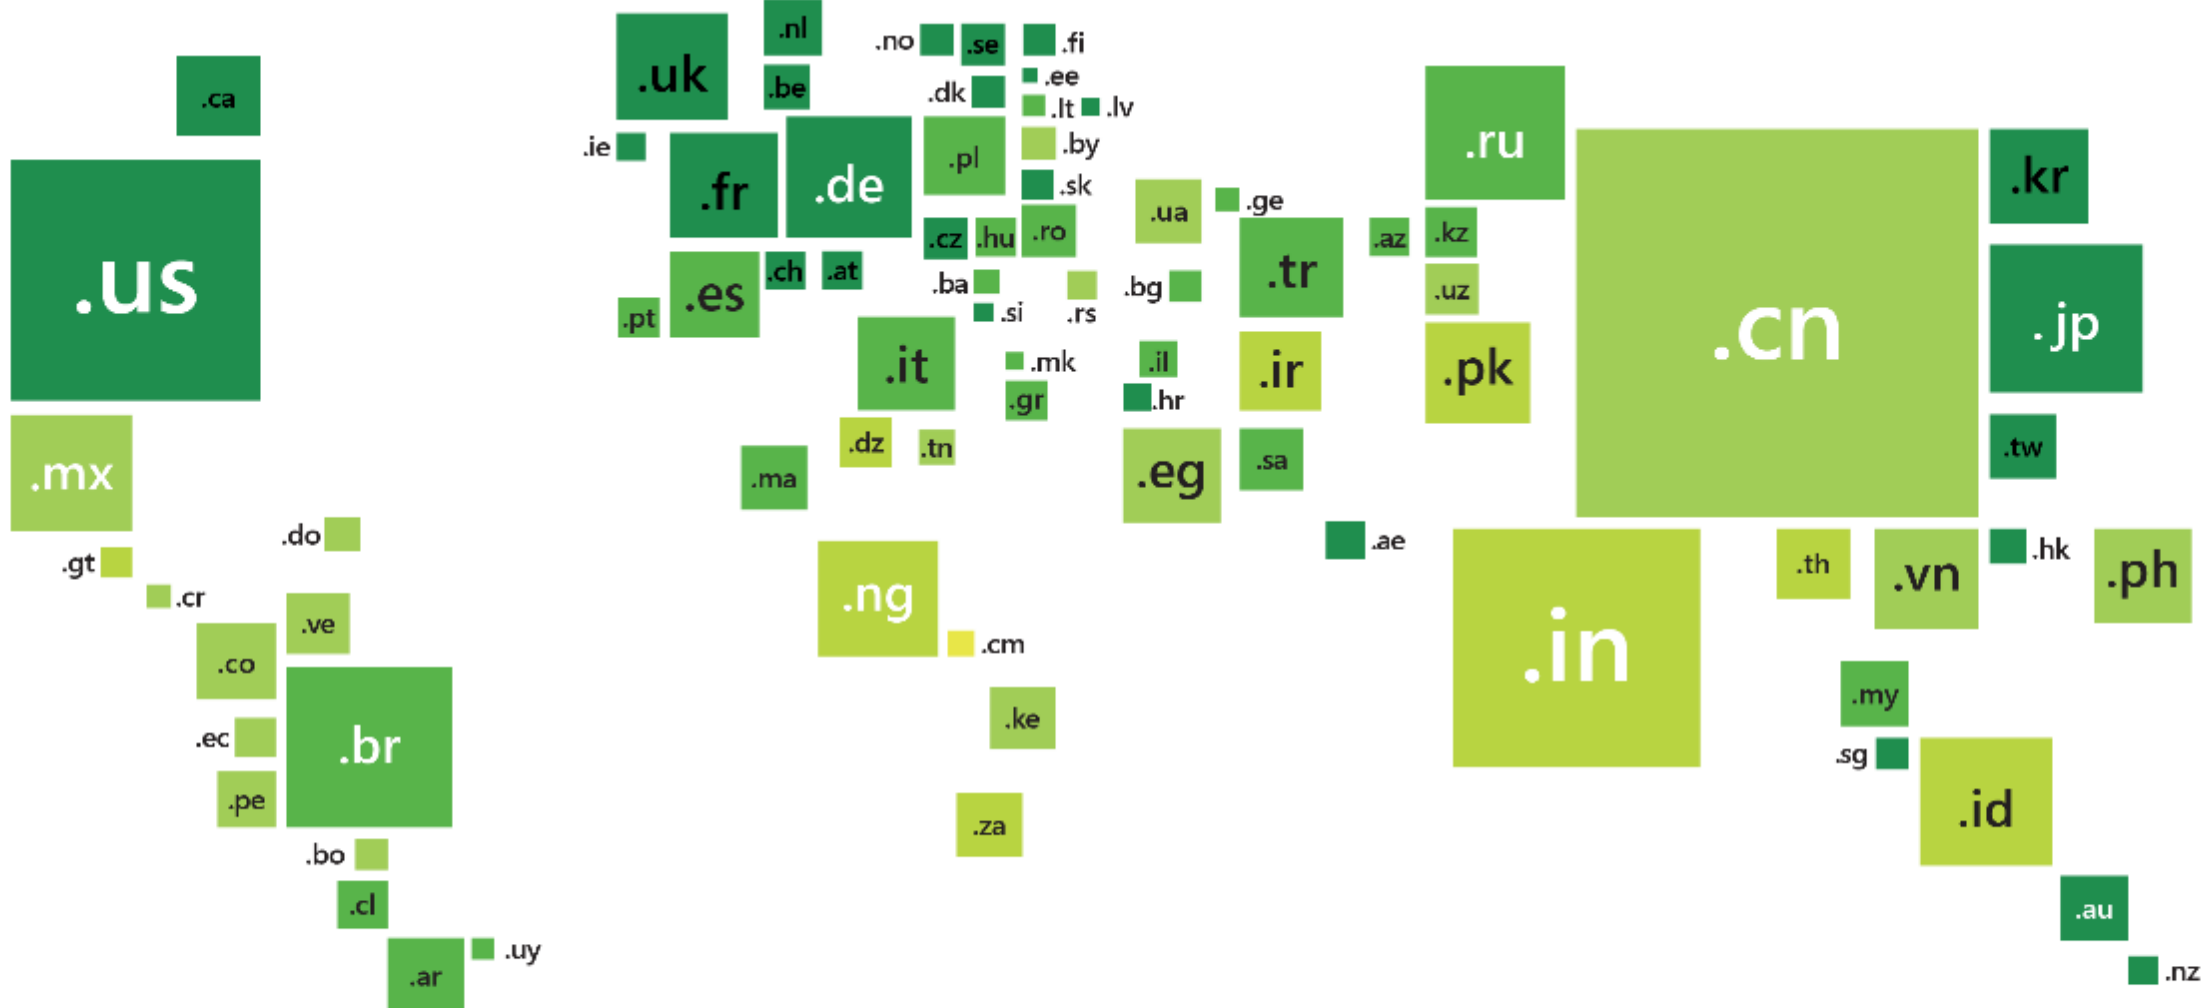 .nl
.no
.se
.fi
.uk
.ee
.be
.dk
.ca
.lt
.lv
.ie
.by
.ru
.pl
.fr
.de
.sk
.kr
.ua
.ge
.cz
.hu
.ro
.az
.kz
.us
.ch
.at
.ba
.bg
.tr
.uz
.es
.pt
.si
.rs
.cn
.jp
.it
.mk
.il
.ir
.pk
.gr
.hr
.dz
.tn
.tw
.mx
.ma
.eg
.sa
.do
.ae
.hk
.gt
.th
.vn
.ph
.cr
.ng
.ve
.cm
.in
.co
.my
.ke
.ec
.br
.sg
.pe
.za
.id
.bo
.cl
.au
.uy
.ar
.nz